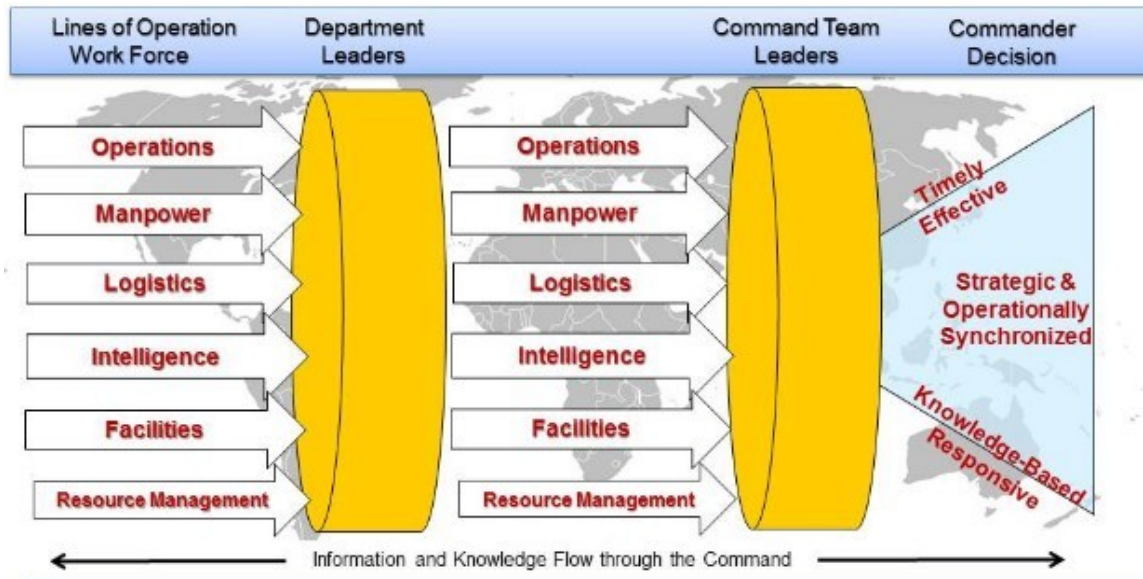 Lines of Operation
Work Force
Department
Leaders
Command Team
Leaders
Commander
Decision
Operations
Manpower
Logistics
Intelligence
Facilities
Resource Management
Operations
Manpower
Logistics
Intelligence
Facilities
Resource Management
Timely
Effective
Strategic &
Operationally
Synchronized
Knowledge-Based
Responsive
Information and Knowledge Flow through the Command